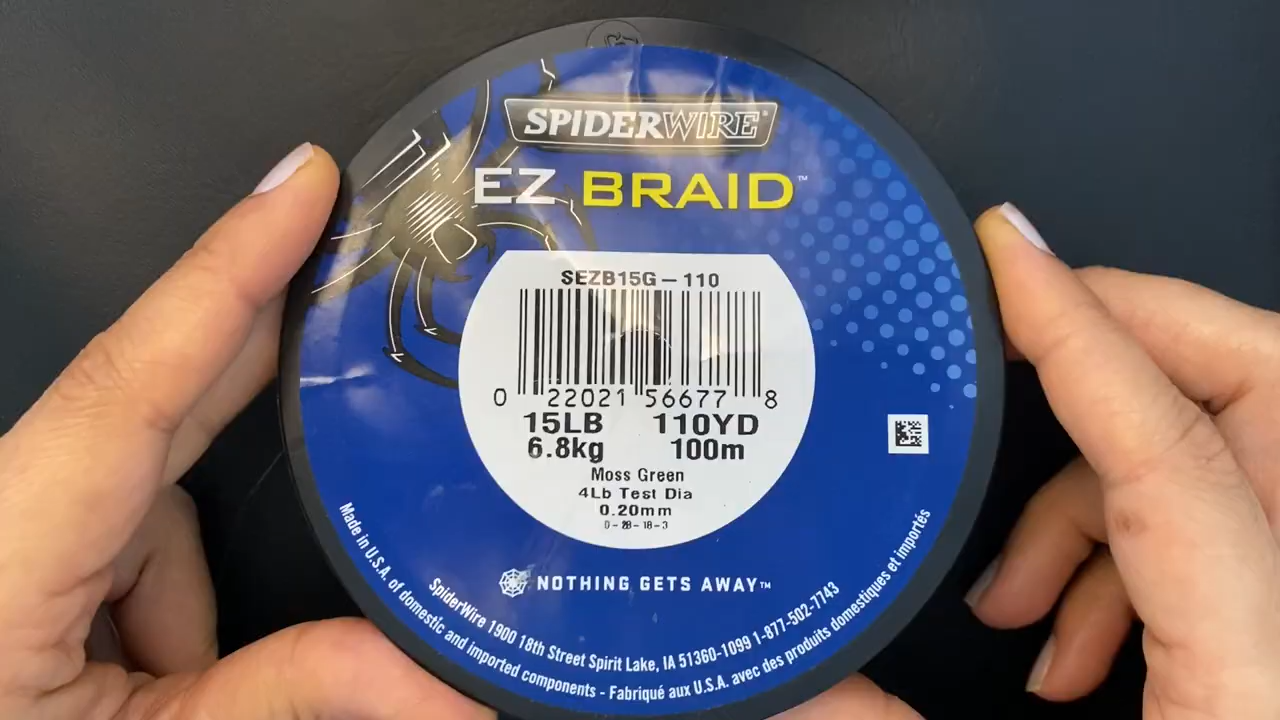 SPIDERWIRE®
EZ BRAID™
SEZB15G-110
0 22021 56677 8
15LB 110YD
6.8kg 100m
Moss Green
4Lb Test Dia
0.20mm
NOTHING GETS AWAY™
SpiderWire 1900 18th Street Spirit Lake, IA 51360-1099 1-877-502-7743
Made in U.S.A. of domestic and imported components - Fabriqué aux U.S.A. avec des produits domestiques et importés